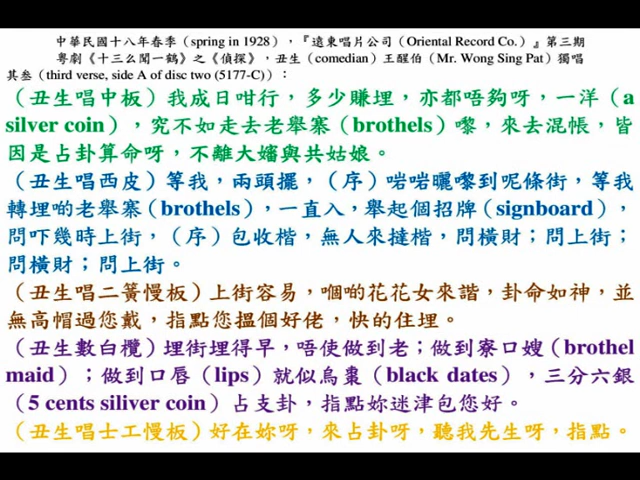 中華民國十八年春季（spring in 1928），『遠東唱片公司（Oriental Record Co.）』第三期
粤劇《十三么闖一鶴》之《偵探》，丑生（comedian）王醒伯（Mr. Wong Sing Pat）獨唱
其叁（third verse, side A of disc two (5177-C)）：
（丑生唱中板）我成日咁行，多少賺埋，亦都唔夠呀，一洋（a
silver coin），究不如走去老舉寨（brothels）嚟，來去混帳，皆
因是占卦算命呀，不離大嬸與共姑娘。
（丑生唱西皮）等我，兩頭擺，（序）啱啱曬嚟到呢條街，等我
轉埋啲老舉寨（brothels），一直入，舉起個招牌（signboard），
問吓幾時上街，（序）包收楷，無人來撻楷，問橫財；問上街；
問橫財；問上街。
（丑生唱二簧慢板）上街容易，嗰啲花花女來諧，卦命如神，並
無高帽過您戴，指點您搵個好佬，快的住埋。
（丑生數白欖）埋街埋得早，唔使做到老；做到寮口嫂（brothel
maid）；做到口唇（lips）就似烏棗（black dates），三分六銀
（5 cents siliver coin）占支卦，指點妳迷津包您好。
（丑生唱士工慢板）好在妳呀，來占卦呀，聽我先生呀，指點。